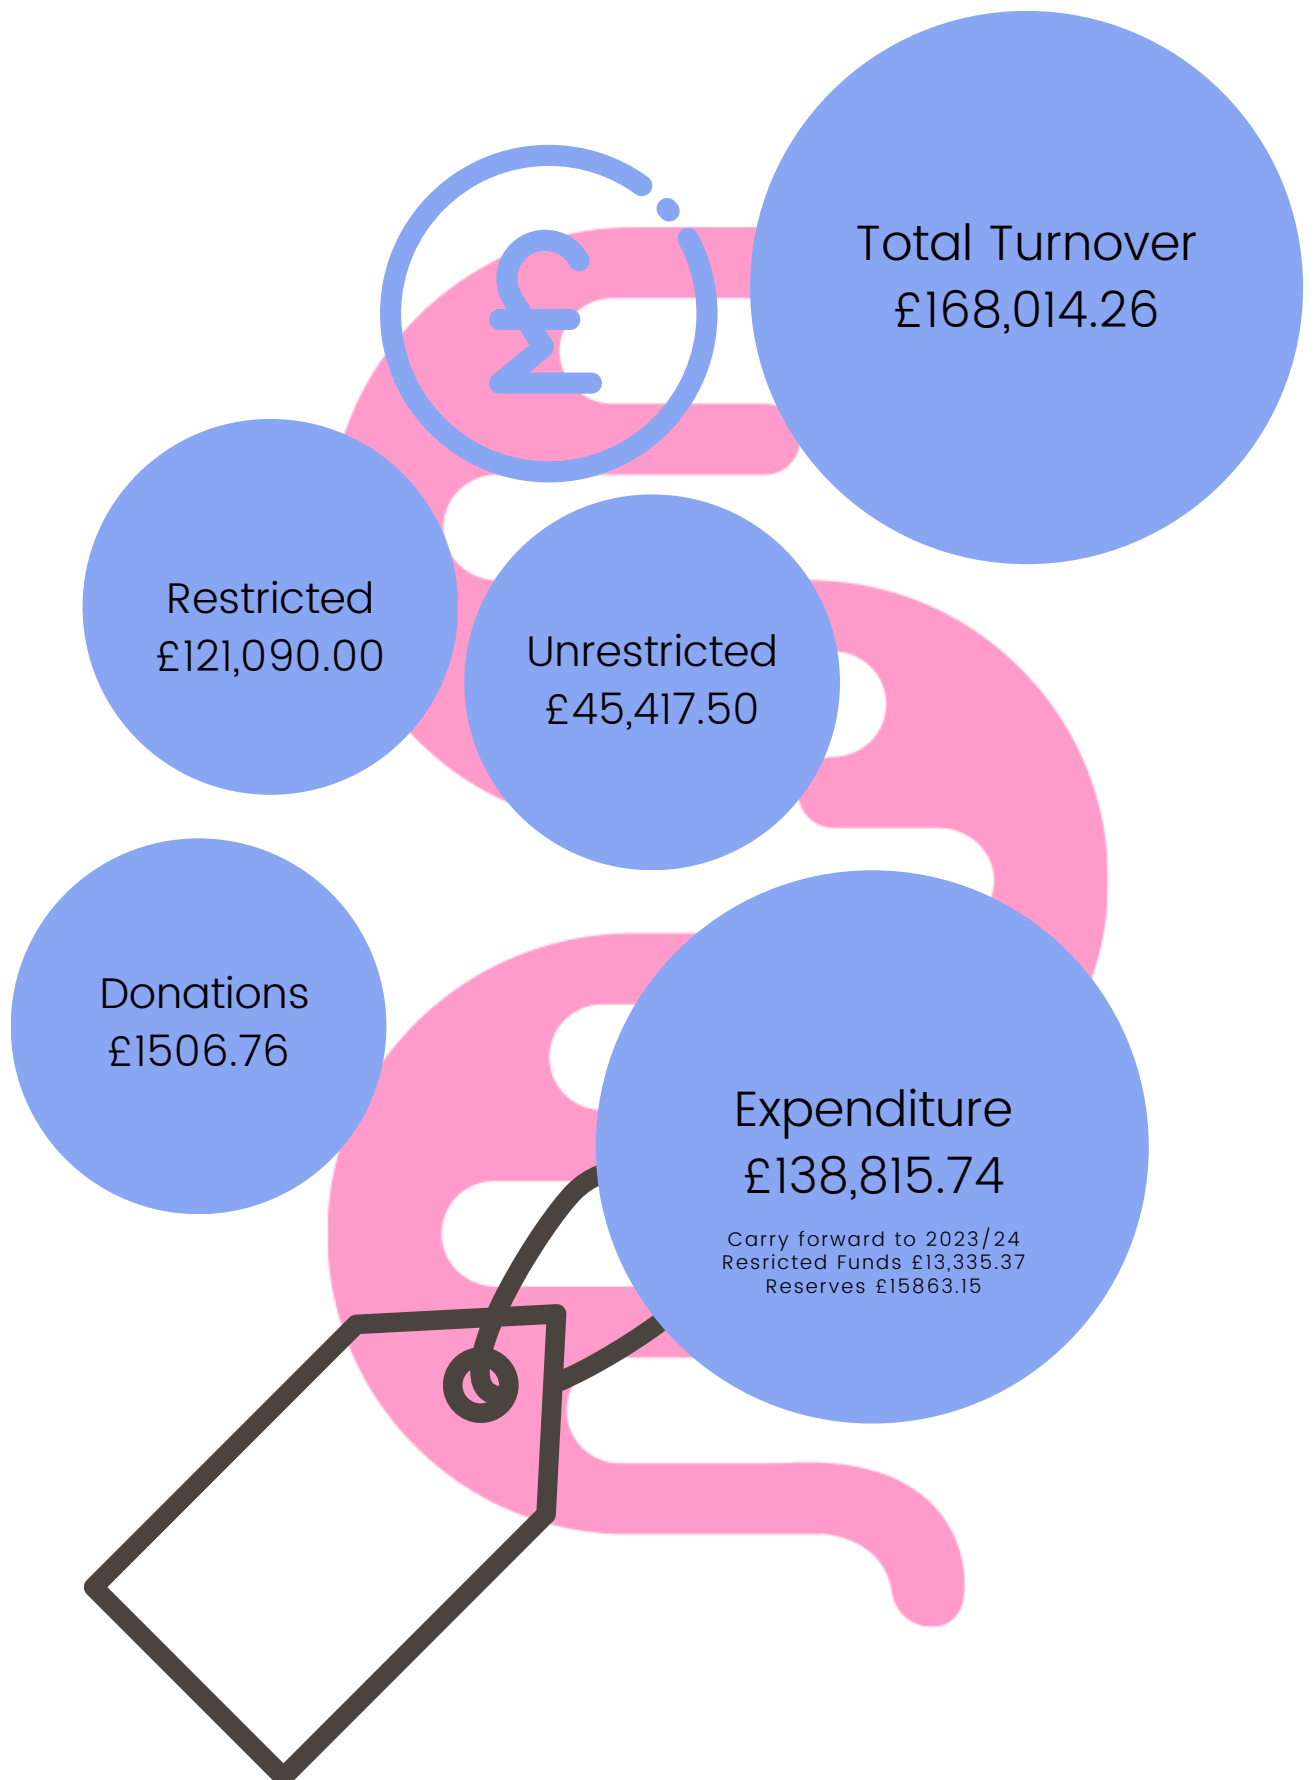 Total Turnover
£168,014.26
£
Restricted
£121,090.00
Unrestricted
£45,417.50
Donations
£1506.76
Expenditure
£138,815.74
Carry forward to 2023/24
Resricted Funds £13,335.37
Reserves £15863.15